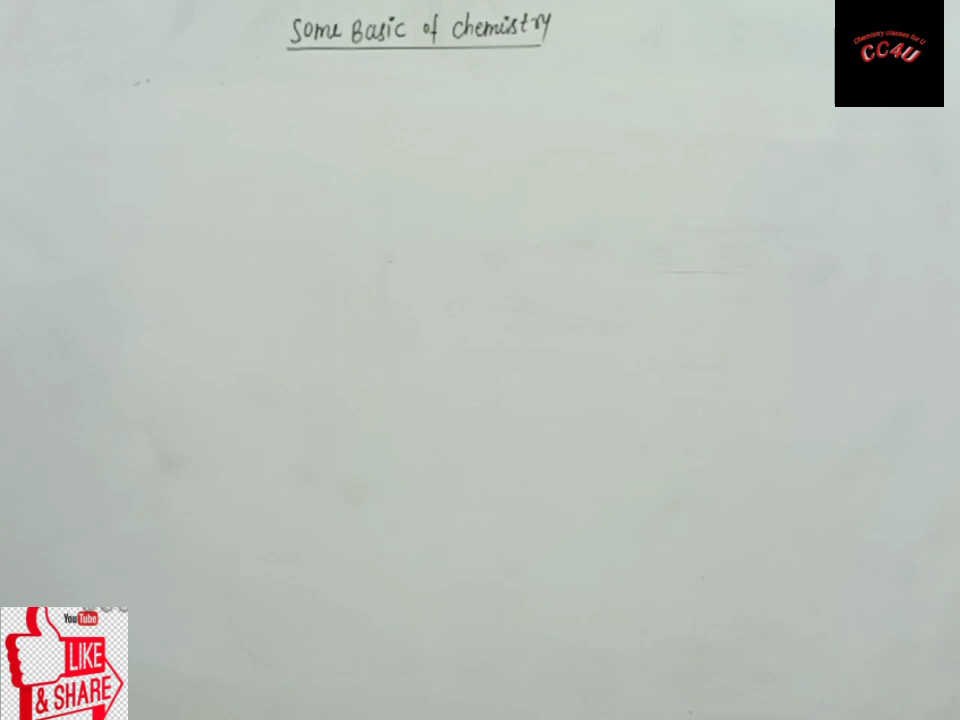 Some Basic of chemistry
Chemistry classes for U
CC4U
YouTube
LIKE
& SHARE